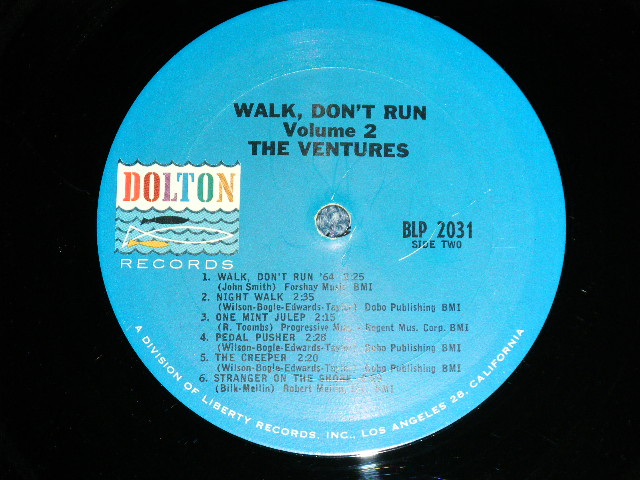 WALK, DON'T RUN
Volume 2
THE VENTURES
DOLTON
RECORDS
BLP 2031
SIDE TWO
1. WALK, DON'T RUN '64 2:25
(John Smith) Forshay Music BMI
2. NIGHT WALK 2:35
(Wilson-Bogle-Edwards-Taylor) Dobo Publishing BMI
3. ONE MINT JULEP 2:15
(R. Toombs) Progressive Mus. - Regent Mus. Corp. BMI
4. PEDAL PUSHER 2:28
(Wilson-Bogle-Edwards-Taylor) Dobo Publishing BMI
5. THE CREEPER 2:20
(Wilson-Bogle-Edwards-Taylor) Dobo Publishing BMI
6. STRANGER ON THE SHORE
(Bilk-Mellin) Robert Mellin, BMI
A DIVISION OF LIBERTY RECORDS, INC., LOS ANGELES 28, CALIFORNIA